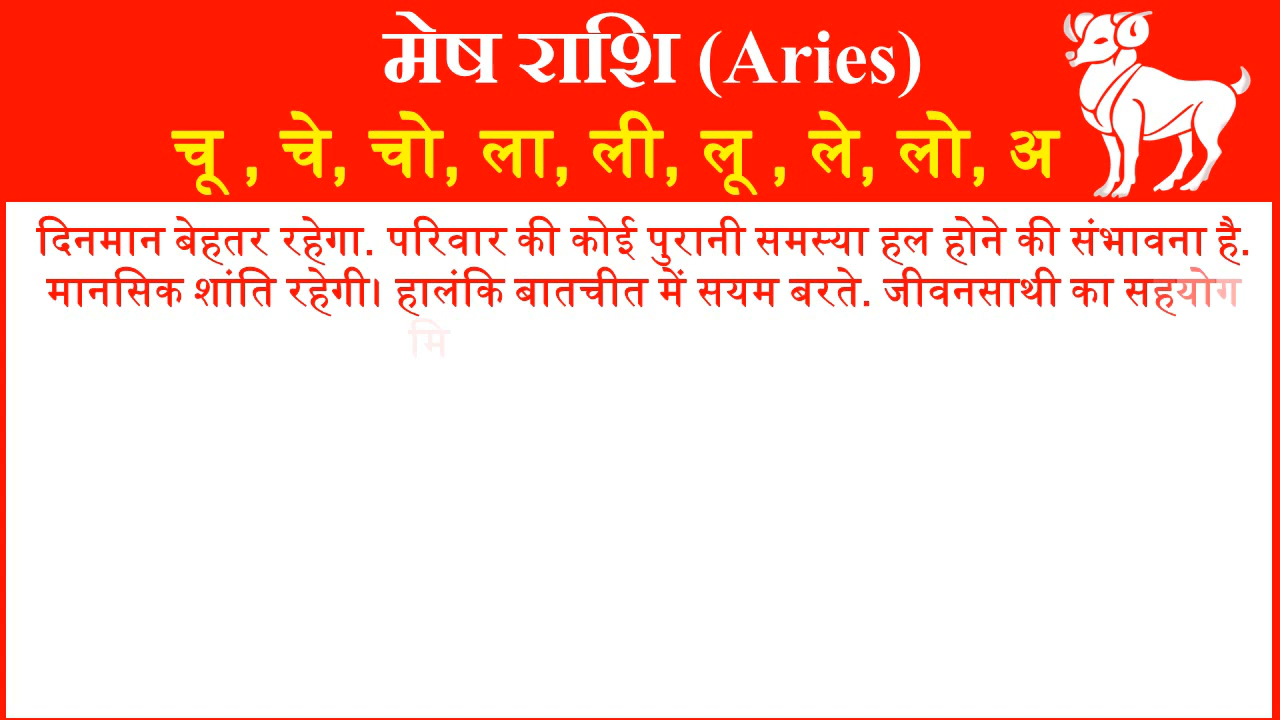 मेष राशि (Aries)
चू , चे, चो, ला, ली, लू , ले, लो, अ
दिनमान बेहतर रहेगा. परिवार की कोई पुरानी समस्या हल होने की संभावना है.
मानसिक शांति रहेगी। हालंकि बातचीत में सयम बरते. जीवनसाथी का सहयोग
मि